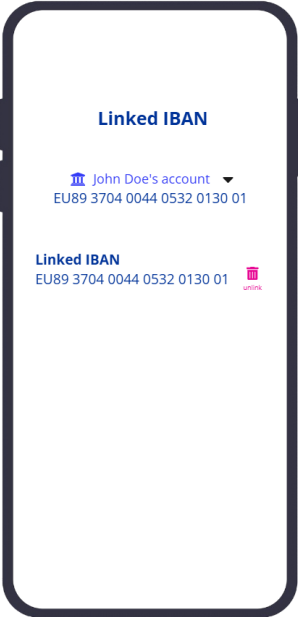 Linked IBAN
John Doe's account
EU89 3704 0044 0532 0130 01
Linked IBAN
EU89 3704 0044 0532 0130 01
unlink